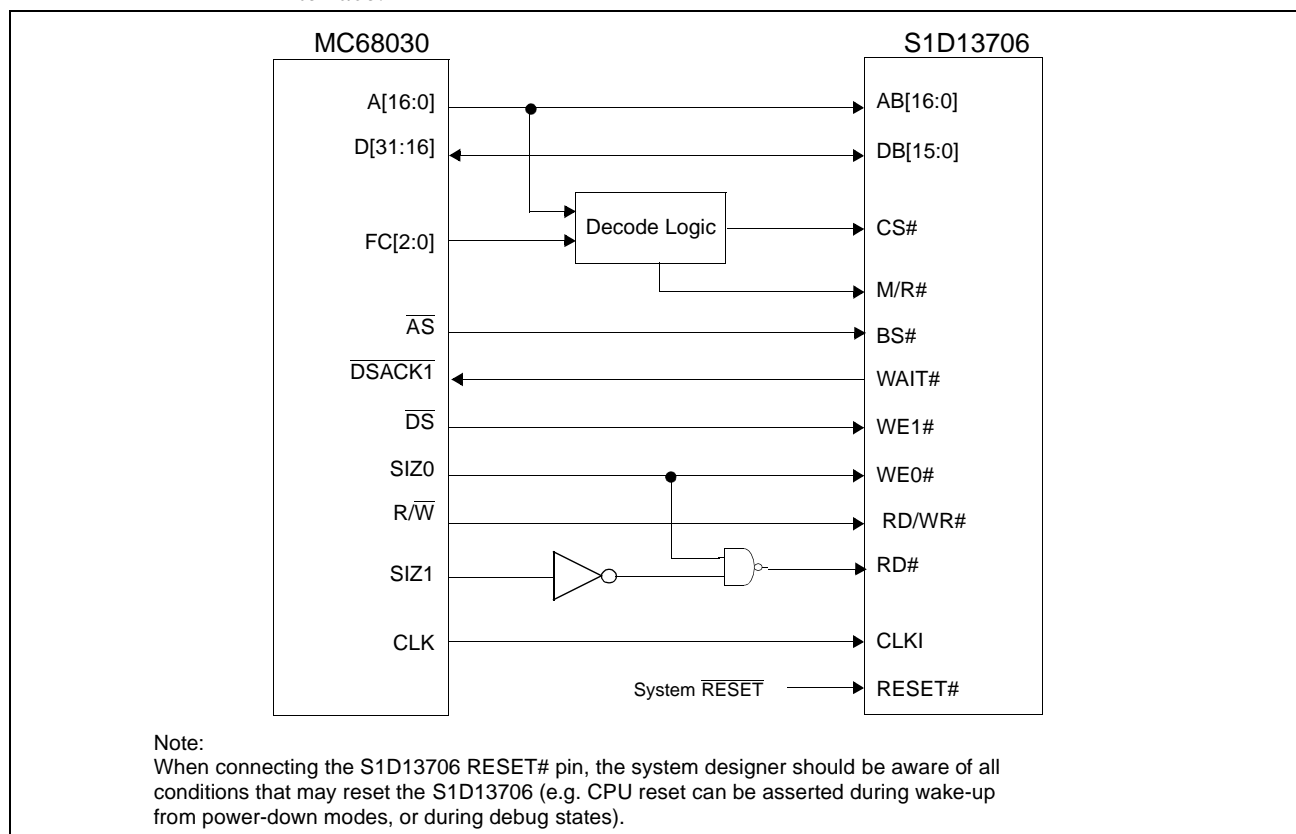 MC68030 S1D13706
A[16:0] AB[16:0]
D[31:16] DB[15:0]
Decode Logic CS#
FC[2:0]
M/R#
AS BS#
DSACK1 WAIT#
DS WE1#
SIZ0 WE0#
R/W RD/WR#
SIZ1 RD#
CLK CLKI
System RESET RESET#
Note:
When connecting the S1D13706 RESET# pin, the system designer should be aware of all
conditions that may reset the S1D13706 (e.g. CPU reset can be asserted during wake-up
from power-down modes, or during debug states).